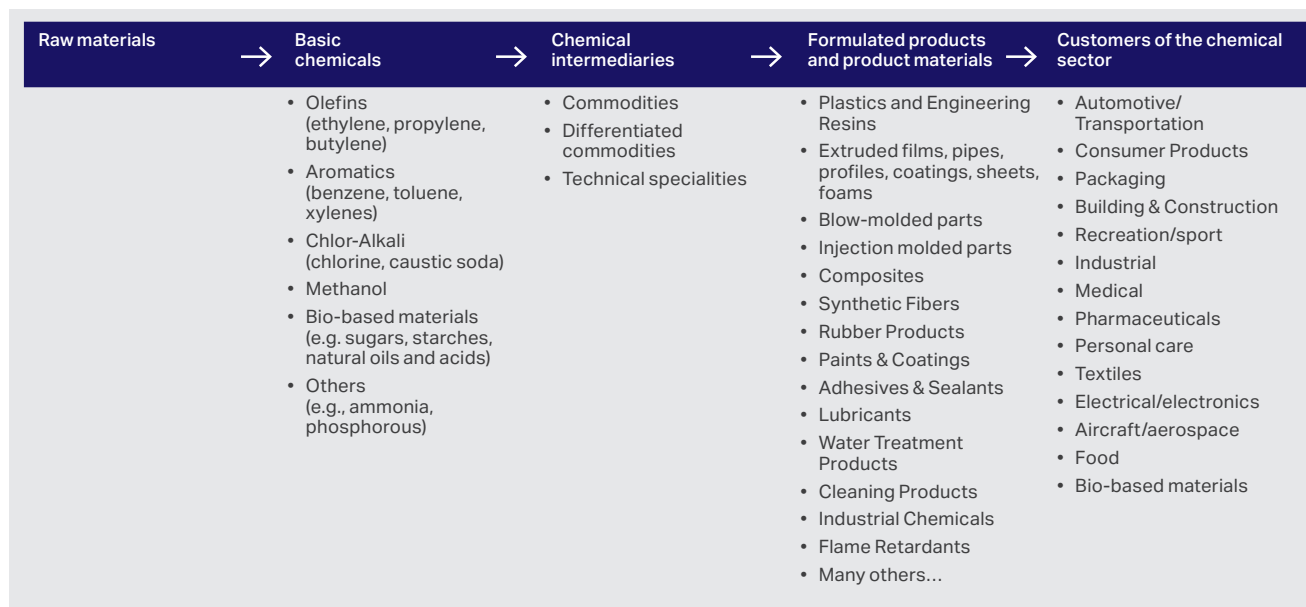 Raw materials
→
Basic
chemicals
→
Chemical
intermediaries
→
Formulated products
and product materials
→
Customers of the chemical
sector
• Olefins
(ethylene, propylene,
butylene)
• Aromatics
(benzene, toluene,
xylenes)
• Chlor-Alkali
(chlorine, caustic soda)
• Methanol
• Bio-based materials
(e.g. sugars, starches,
natural oils and acids)
• Others
(e.g., ammonia,
phosphorous)
• Commodities
• Differentiated
commodities
• Technical specialities
• Plastics and Engineering
Resins
• Extruded films, pipes,
profiles, coatings, sheets,
foams
• Blow-molded parts
• Injection molded parts
• Composites
• Synthetic Fibers
• Rubber Products
• Paints & Coatings
• Adhesives & Sealants
• Lubricants
• Water Treatment
Products
• Cleaning Products
• Industrial Chemicals
• Flame Retardants
• Many others…
• Automotive/
Transportation
• Consumer Products
• Packaging
• Building & Construction
• Recreation/sport
• Industrial
• Medical
• Pharmaceuticals
• Personal care
• Textiles
• Electrical/electronics
• Aircraft/aerospace
• Food
• Bio-based materials